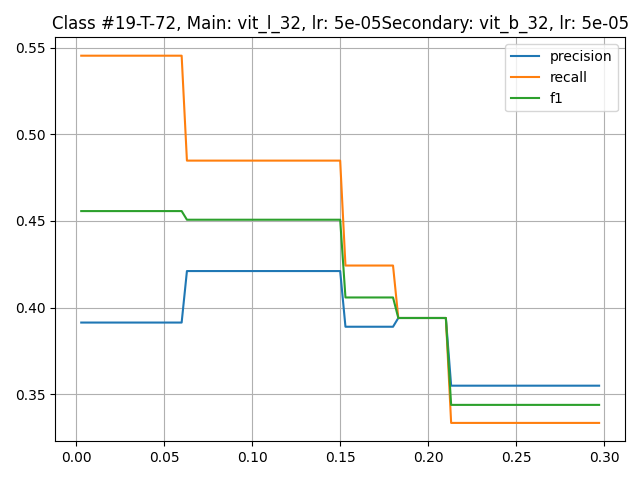 Class #19-T-72, Main: vit_l_32, lr: 5e-05Secondary: vit_b_32, lr: 5e-05
precision
recall
f1
0.55
0.50
0.45
0.40
0.35
0.00 0.05 0.10 0.15 0.20 0.25 0.30